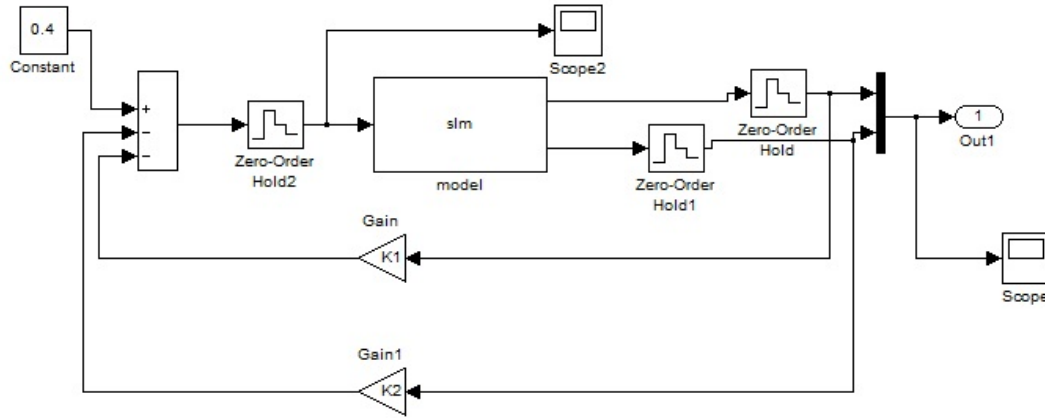 0.4
Constant
+
−
−
Zero-Order
Hold2
Scope2
slm
model
Zero-Order
Hold
Zero-Order
Hold1
1
Out1
Scope
Gain
K1
Gain1
K2